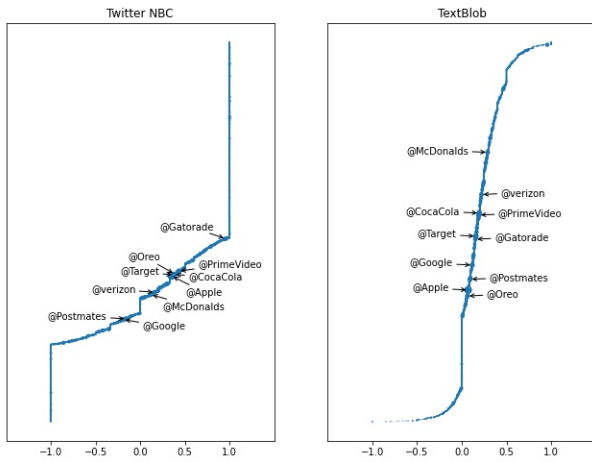 Twitter NBC
@Gatorade
@Oreo
@PrimeVideo
@Target
@CocaCola
@verizon
@Apple
@McDonalds
@Postmates
@Google
−1.0 −0.5 0.0 0.5 1.0
TextBlob
@McDonalds
@verizon
@CocaCola
@PrimeVideo
@Target
@Gatorade
@Google
@Postmates
@Apple
@Oreo
−1.0 −0.5 0.0 0.5 1.0